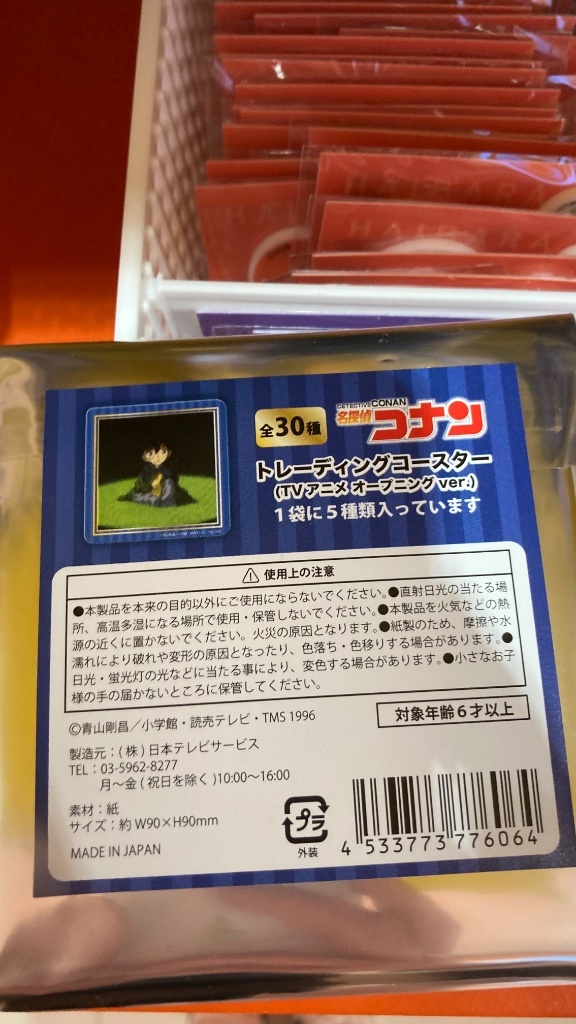 HAIBARA
HAIBARA
全30種
DETECTIVE CONAN
名探偵
コナン
トレーディングコースター
(TVアニメ オープニング ver.)
1袋に5種類入っています
⚠ 使用上の注意
●本製品を本来の目的以外にご使用にならないでください。●直射日光の当たる場
所、高温多湿になる場所で使用・保管しないでください。●本製品を火気などの熱
源の近くに置かないでください。火災の原因となります。●紙製のため、摩擦や水
濡れにより破れや変形の原因となったり、色落ち・色移りする場合があります。●
日光・蛍光灯の光などに当たる事により、変色する場合があります。●小さなお子
様の手の届かないところに保管してください。
©青山剛昌／小学館・読売テレビ・TMS 1996
対象年齢6才以上
製造元：(株)日本テレビサービス
TEL：03-5962-8277
月～金(祝日を除く)10:00～16:00
素材：紙
サイズ：約 W90×H90mm
MADE IN JAPAN
プラ
外装
4 533773 776064